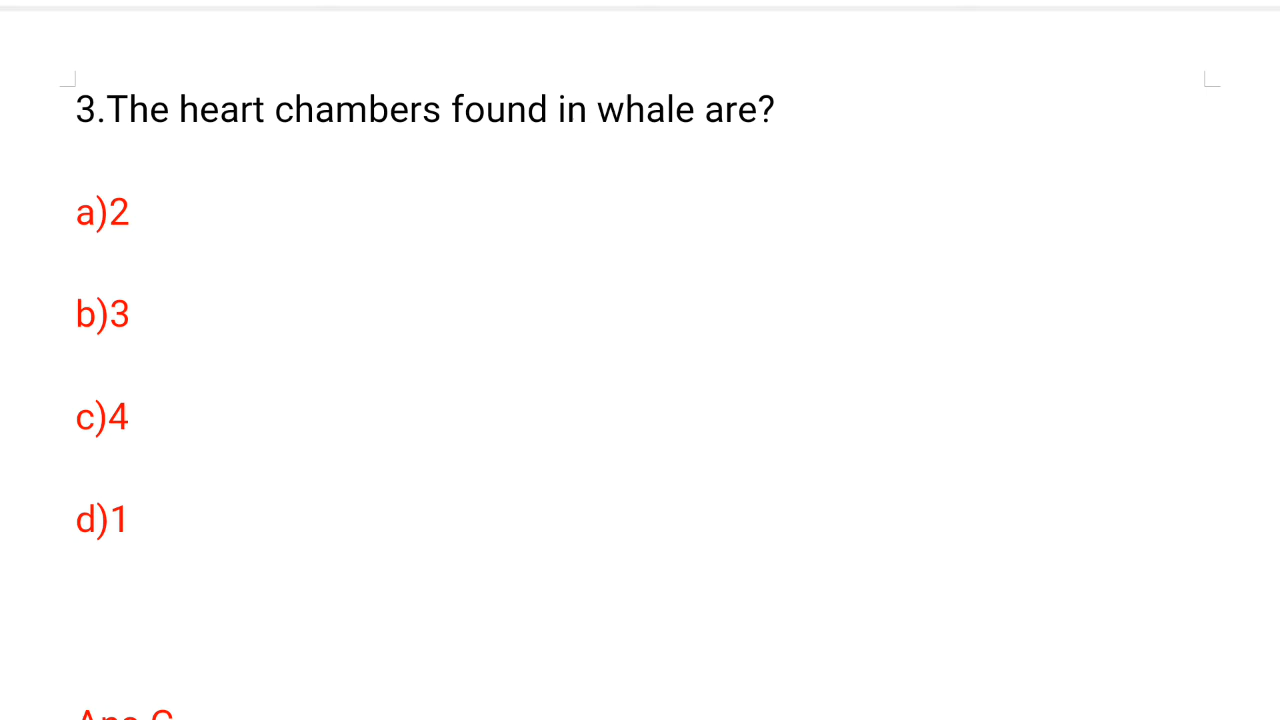 3.The heart chambers found in whale are?
a)2
b)3
c)4
d)1